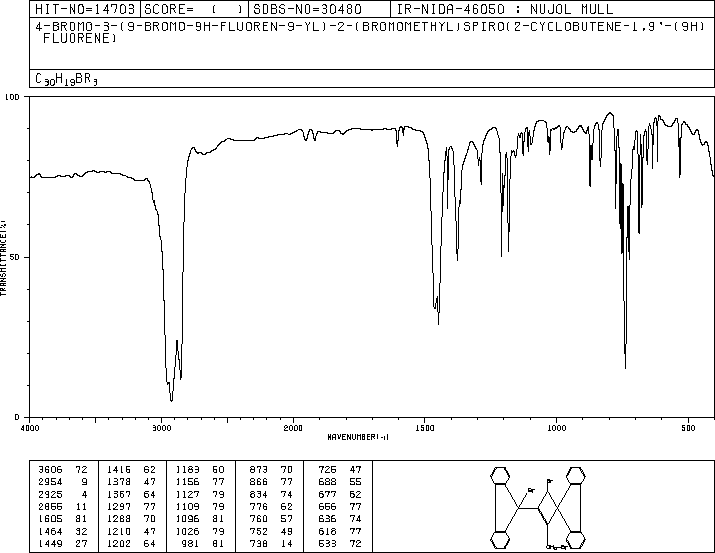 HIT-NO=14703 SCORE= ( ) SDBS-NO=30480 IR-NIDA-46050 : NUJOL MULL
4-BROMO-3-(9-BROMO-9H-FLUOREN-9-YL)-2-(BROMOMETHYL)SPIRO(2-CYCLOBUTENE-1,9'-(9H)
FLUORENE)
C30H19BR3
100
50
0
TRANSMITTANCE(%)
4000 3000 2000 1500 1000 500
WAVENUMBER(-1)
3606 72 1416 62 1183 50 873 70 726 47
2954 9 1378 47 1156 77 866 77 688 55
2925 4 1367 64 1127 79 834 74 677 62
2855 11 1297 77 1109 79 776 62 656 77
1605 81 1288 70 1096 81 760 57 636 74
1464 32 1210 47 1026 79 752 49 618 77
1449 27 1202 64 981 81 738 14 533 72
Br Br
CH2-Br